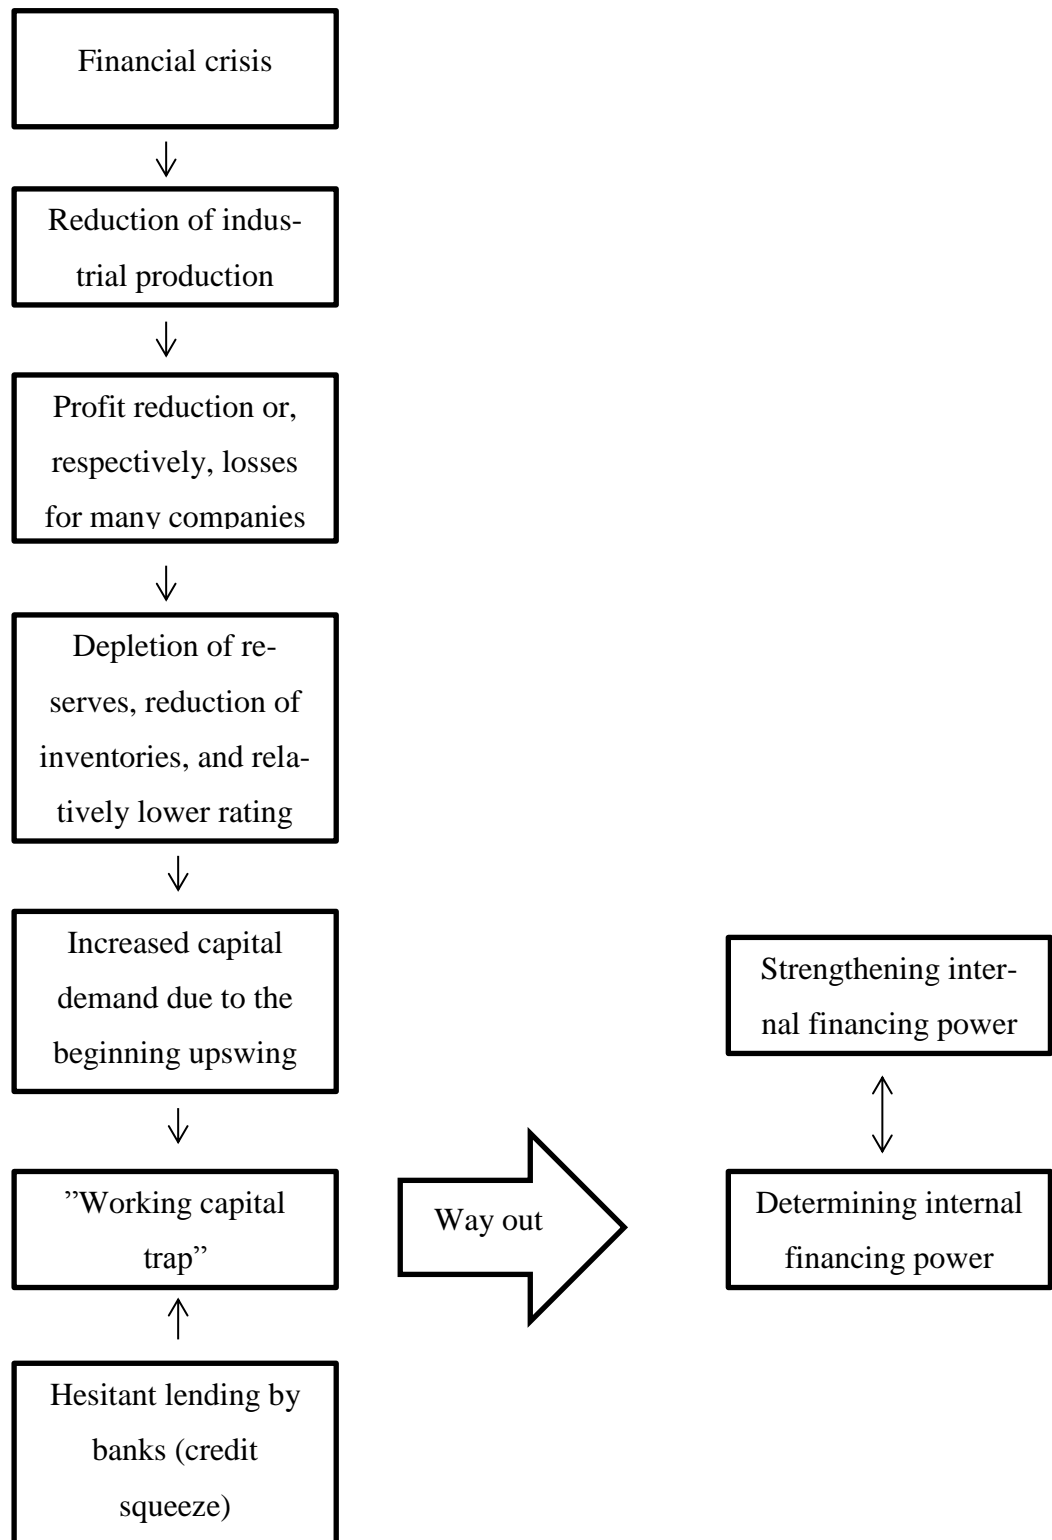 Financial crisis
Reduction of indus-
trial production
Profit reduction or,
respectively, losses
for many companies
Depletion of re-
serves, reduction of
inventories, and rela-
tively lower rating
Increased capital
demand due to the
beginning upswing
”Working capital
trap”
Hesitant lending by
banks (credit
squeeze)
Way out
Strengthening inter-
nal financing power
Determining internal
financing power